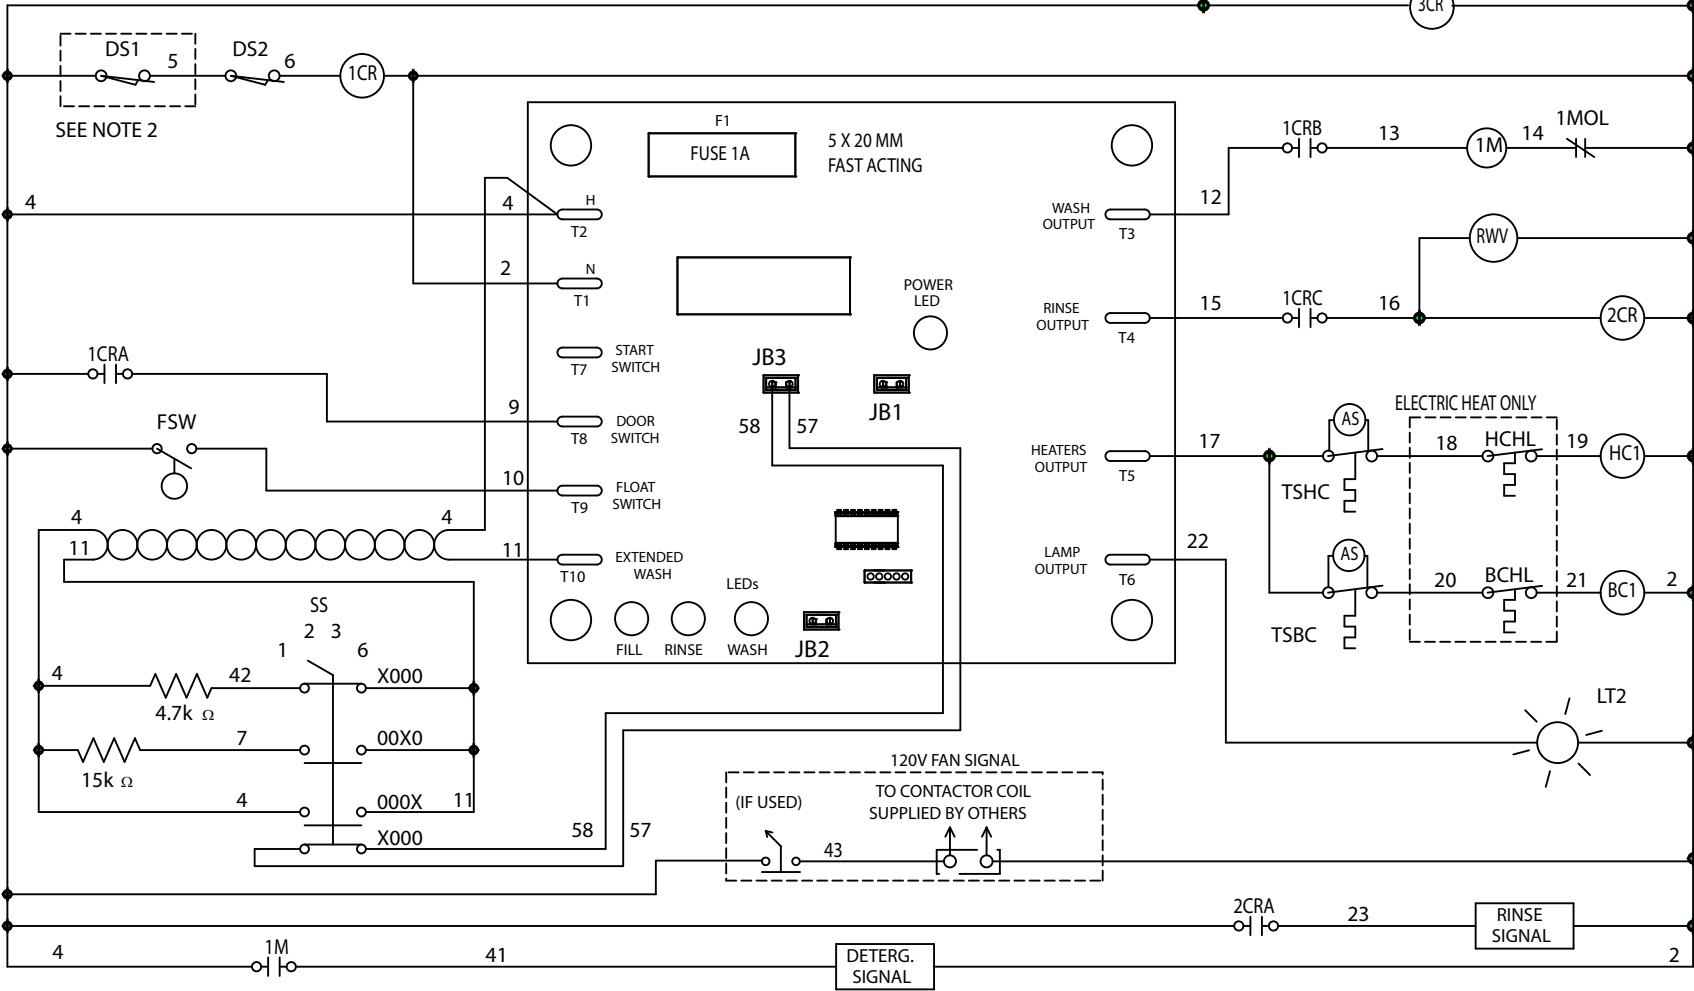 3CR
DS1
5
DS2
6
1CR
SEE NOTE 2
F1
FUSE 1A
5 X 20 MM
FAST ACTING
1CRB
13
1M
14
1MOL
4
4
H
T2
WASH
OUTPUT
T3
12
RWV
2
N
T1
POWER
LED
RINSE
OUTPUT
T4
15
1CRC
16
2CR
1CRA
START
SWITCH
T7
JB3
JB1
58
57
9
DOOR
SWITCH
T8
FSW
ELECTRIC HEAT ONLY
AS
HEATERS
OUTPUT
T5
17
TSHC
18
HCHL
19
HC1
10
FLOAT
SWITCH
T9
4
4
11
11
EXTENDED
WASH
T10
LAMP
OUTPUT
T6
22
AS
TSBC
20
BCHL
21
BC1
2
LEDs
FILL
RINSE
WASH
JB2
SS
2 3
1
6
4
42
X000
4.7k Ω
7
00X0
15k Ω
4
000X
11
X000
58
57
LT2
120V FAN SIGNAL
(IF USED)
TO CONTACTOR COIL
SUPPLIED BY OTHERS
43
2CRA
23
RINSE
SIGNAL
4
1M
41
DETERG.
SIGNAL
2